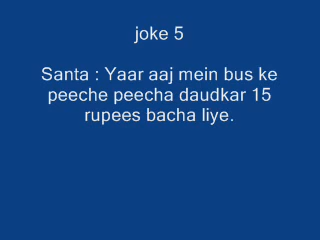 joke 5
Santa : Yaar aaj mein bus ke
peeche peecha daudkar 15
rupees bacha liye.